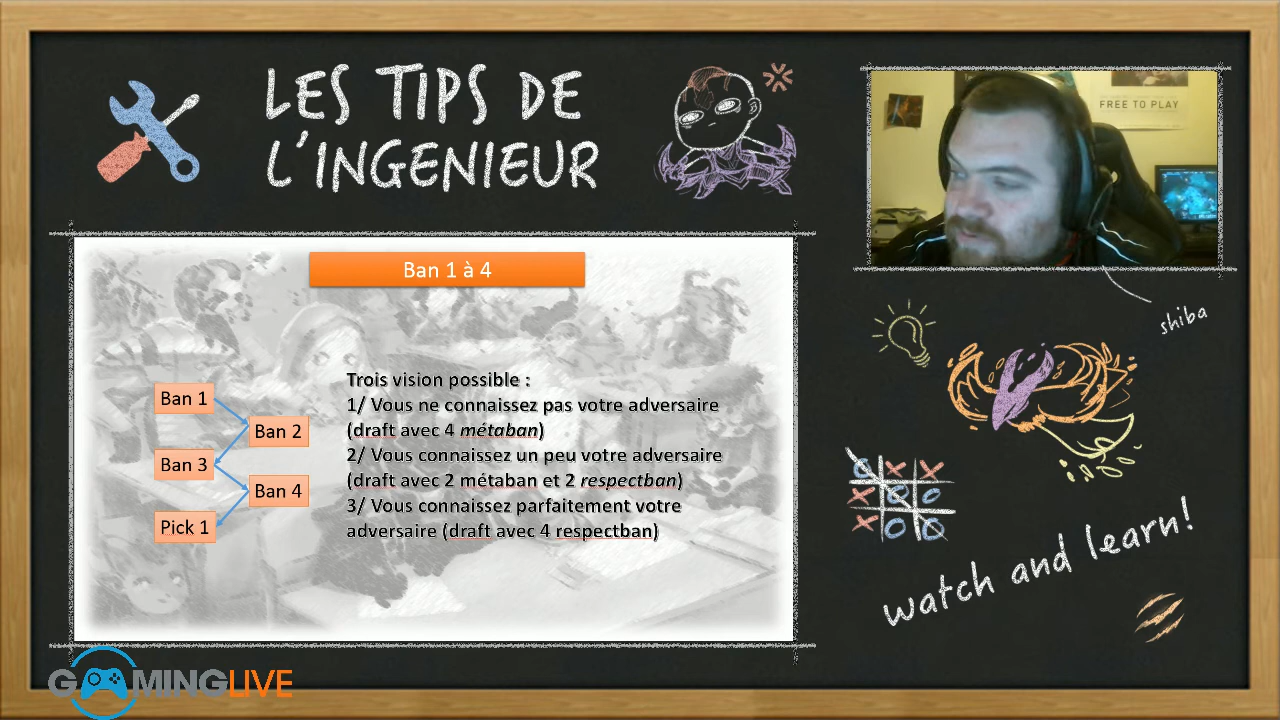 LES TIPS DE
L'INGENIEUR
FREE TO PLAY
shiba
Ban 1 à 4
Ban 1
Ban 2
Ban 3
Ban 4
Pick 1
Trois vision possible :
1/ Vous ne connaissez pas votre adversaire
(draft avec 4 métaban)
2/ Vous connaissez un peu votre adversaire
(draft avec 2 métaban et 2 respectban)
3/ Vous connaissez parfaitement votre
adversaire (draft avec 4 respectban)
watch and learn!
GAMINGLIVE